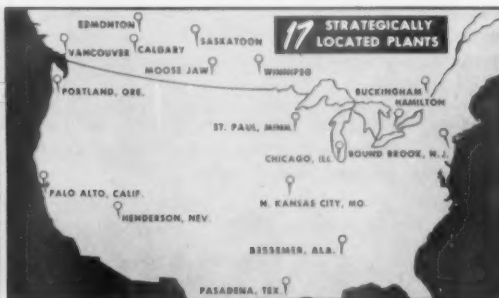 17 STRATEGICALLY
LOCATED PLANTS
EDMONTON
SASKATOON
VANCOUVER
CALGARY
MOOSE JAW
WINNIPEG
BUCKINGHAM
HAMILTON
PORTLAND, ORE.
ST. PAUL, MINN.
CHICAGO, ILL.
BOUND BROOK, N.J.
PALO ALTO, CALIF.
N. KANSAS CITY, MO.
HENDERSON, NEV.
BESSEMER, ALB.
PASADENA, TEX.